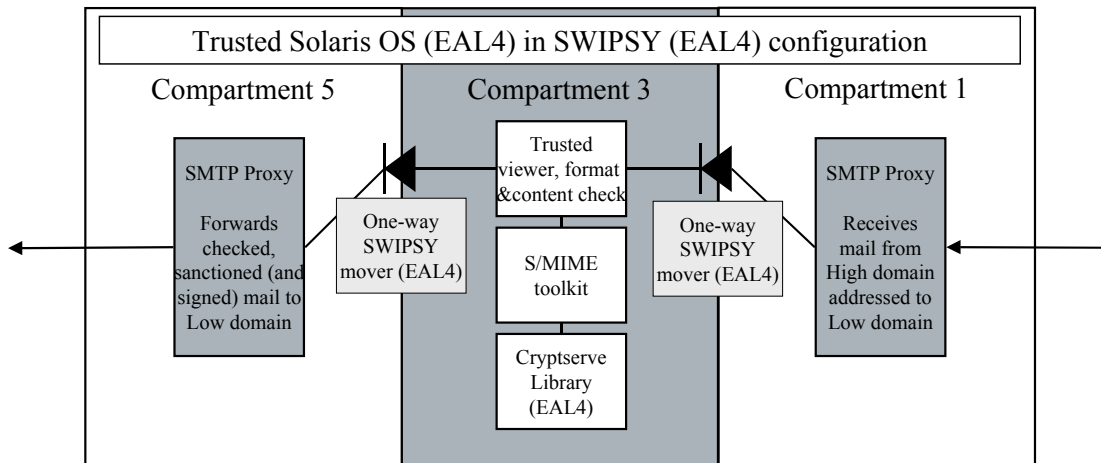 Trusted Solaris OS (EAL4) in SWIPSY (EAL4) configuration
Compartment 5
Compartment 3
Compartment 1
SMTP Proxy
Forwards
checked,
sanctioned (and
signed) mail to
Low domain
One-way
SWIPSY
mover (EAL4)
Trusted
viewer, format
&content check
S/MIME
toolkit
Cryptserve
Library
(EAL4)
One-way
SWIPSY
mover (EAL4)
SMTP Proxy
Receives
mail from
High domain
addressed to
Low domain